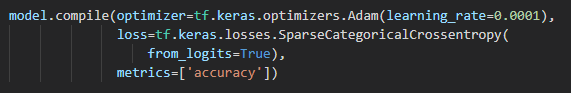 model.compile(optimizer=tf.keras.optimizers.Adam(learning_rate=0.0001),
              loss=tf.keras.losses.SparseCategoricalCrossentropy(
                  from_logits=True),
              metrics=['accuracy'])